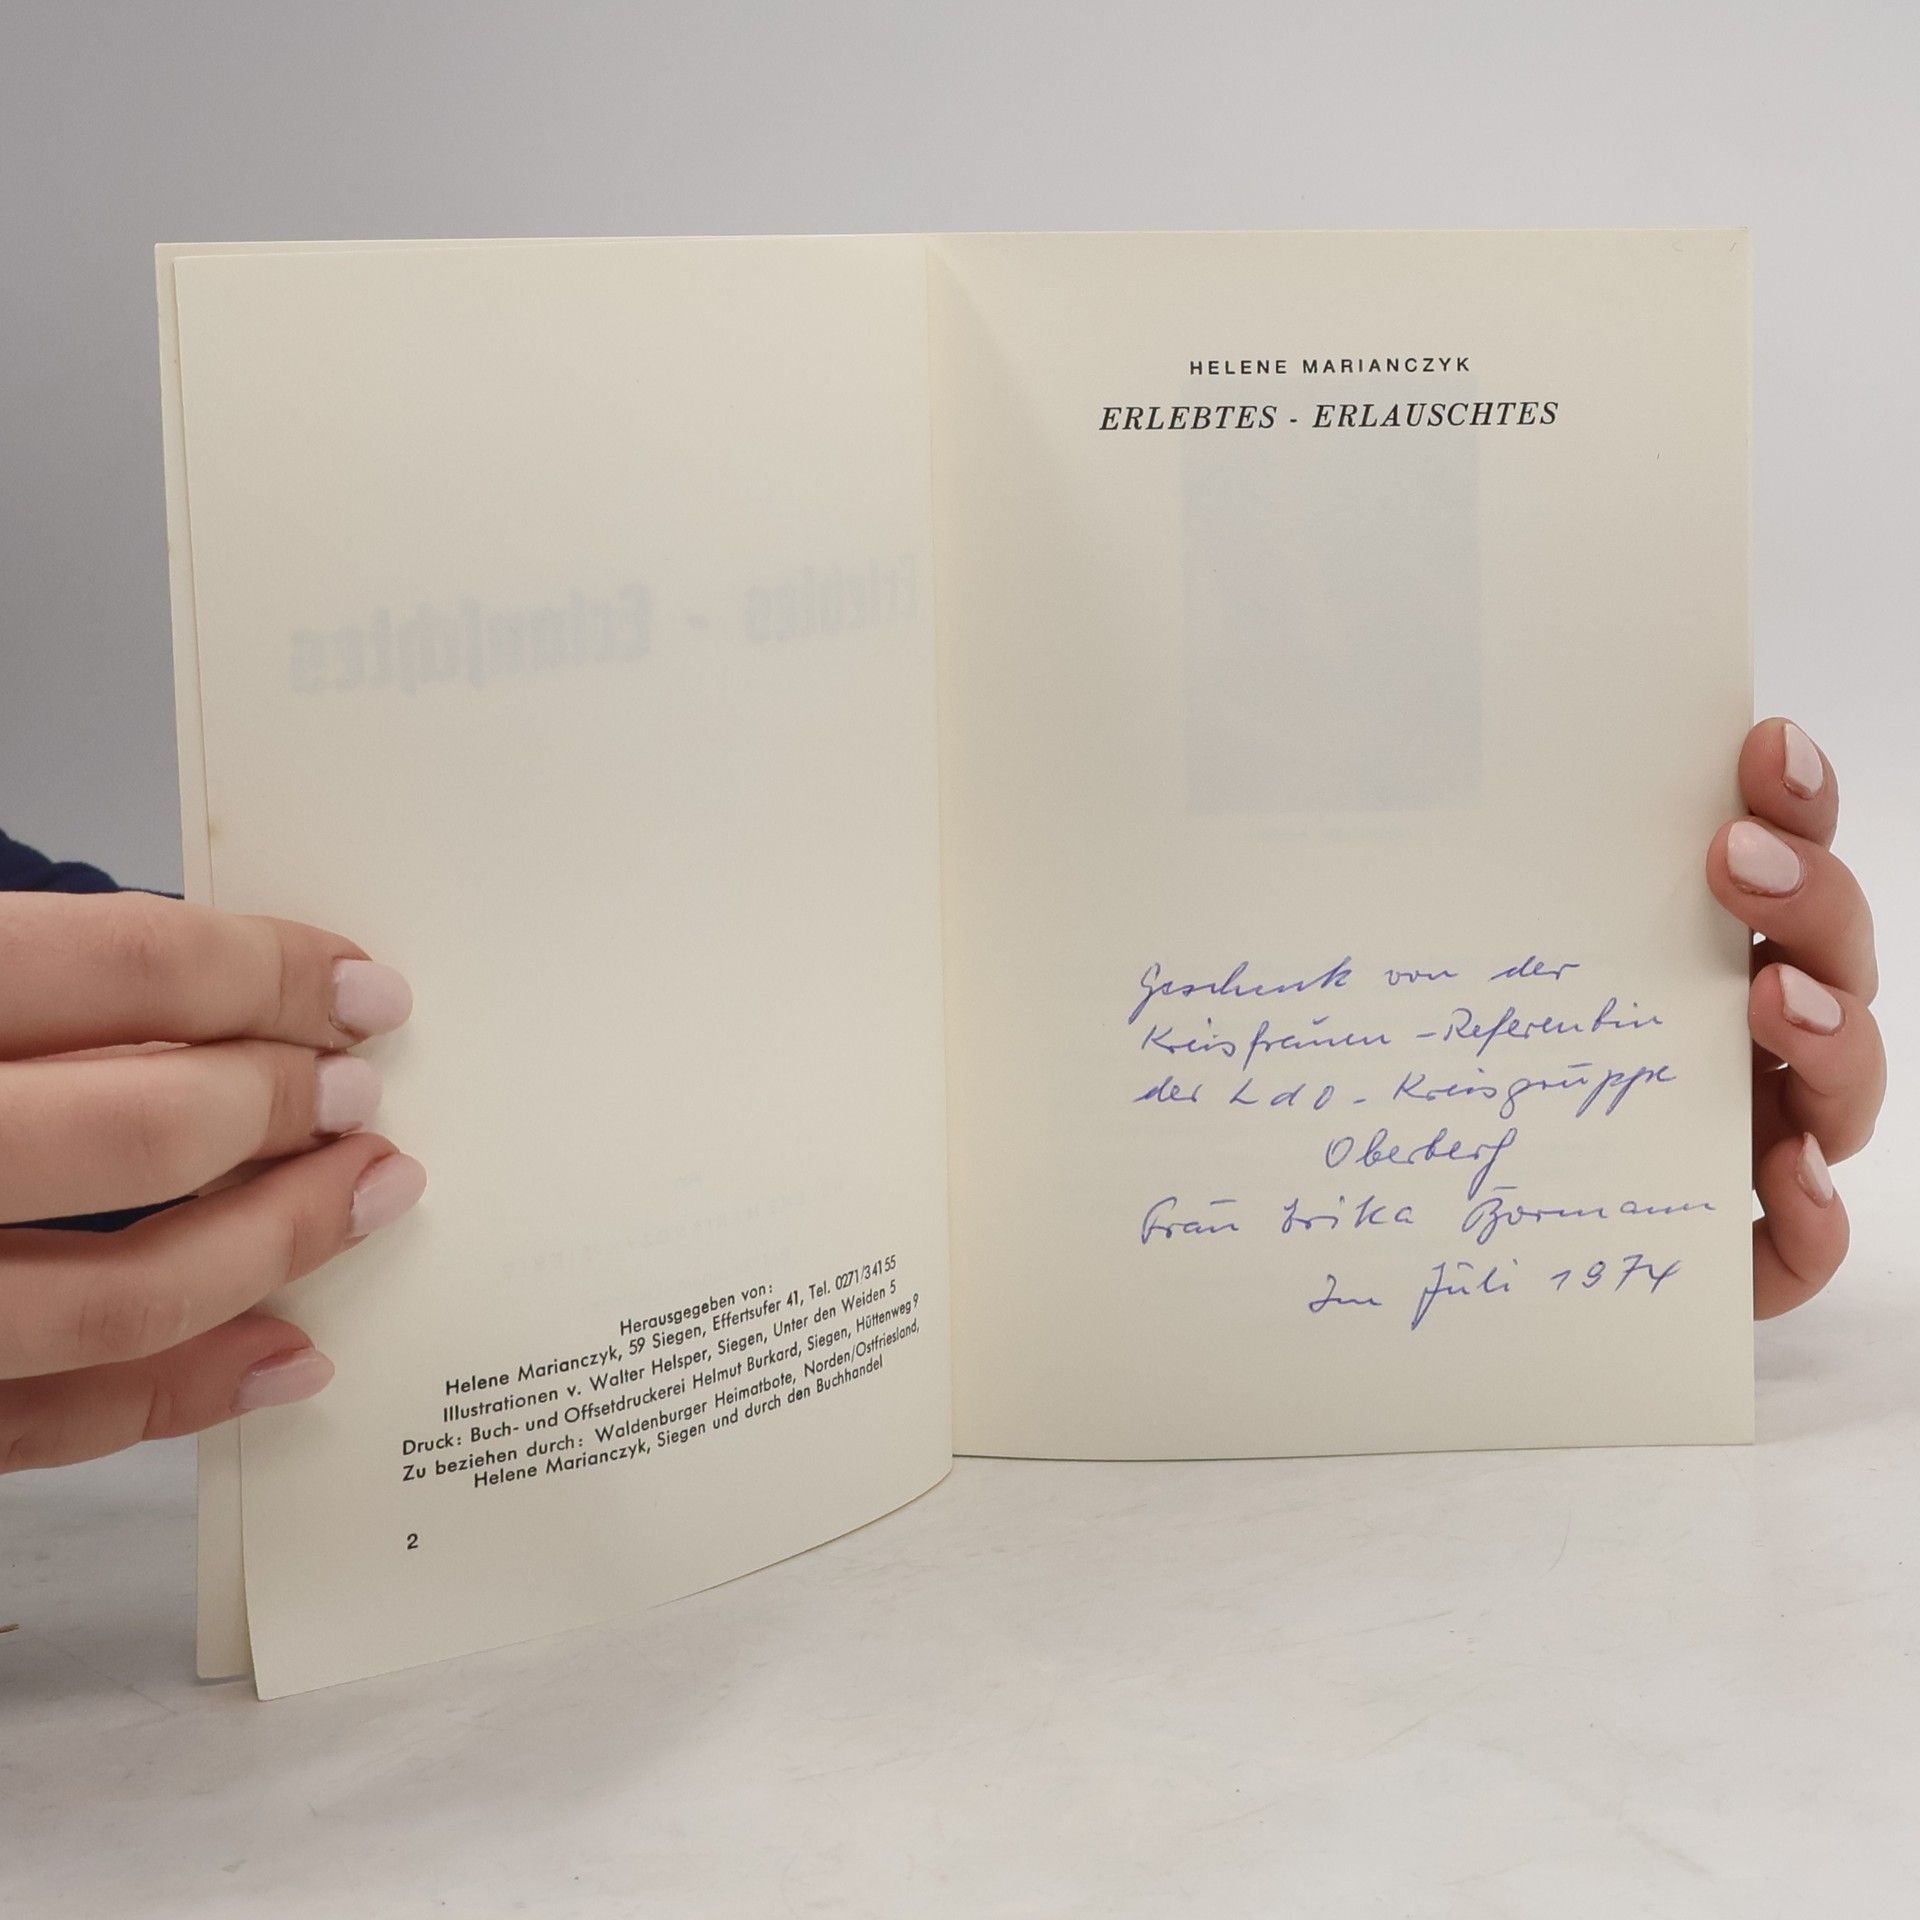 Herausgegeben von:
Helene Marianczyk, 59 Siegen, Effertsufer 41, Tel. 0271/34155
Illustrationen v. Walter Helsper, Siegen, Unter den Weiden 5
Druck: Buch- und Offsetdruckerei Helmut Burkard, Siegen, Hüttenweg 9
Zu beziehen durch: Waldenburger Heimatbote, Norden/Ostfriesland,
Helene Marianczyk, Siegen und durch den Buchhandel
2
HELENE MARIANCZYK
ERLEBTES - ERLAUSCHTES
Geschenk von der
Kreisfrauen - Referentin
der LdO - Kreisgruppe
Oberberg
Frau Erika Bormann
Im Juli 1974